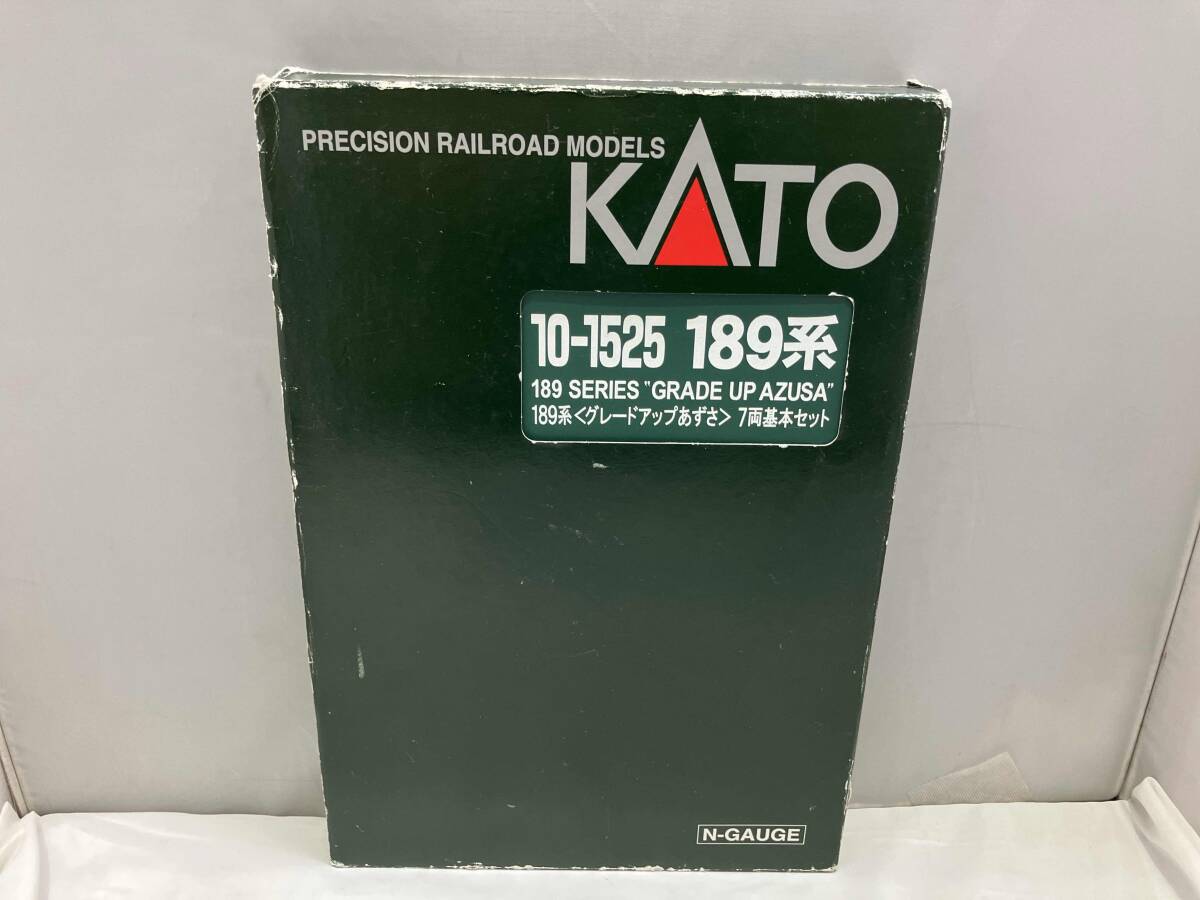 PRECISION RAILROAD MODELS
KATO
10-1525 189系
189 SERIES "GRADE UP AZUSA"
189系<グレードアップあずさ> 7両基本セット
N-GAUGE